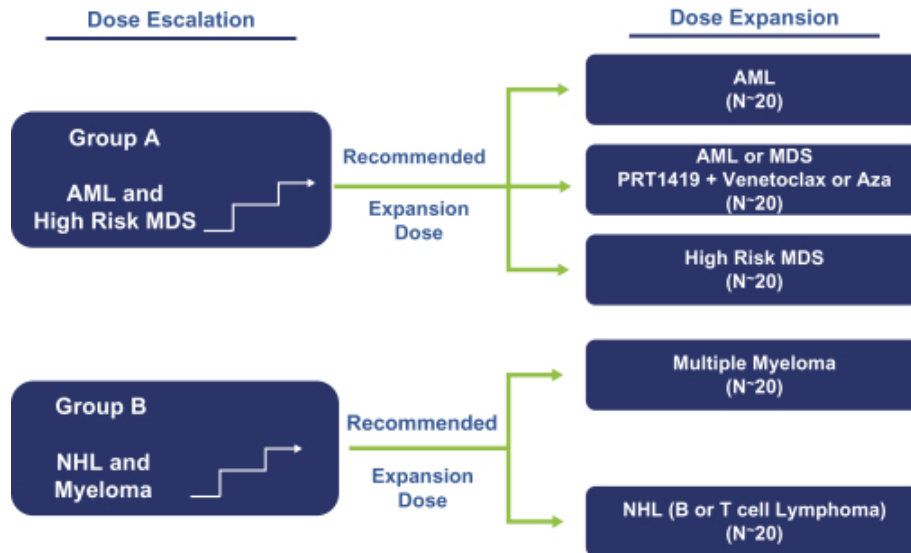 Dose Escalation
Dose Expansion
Group A
AML and
High Risk MDS
Recommended
Expansion
Dose
AML
(N~20)
AML or MDS
PRT1419 + Venetoclax or Aza
(N~20)
High Risk MDS
(N~20)
Group B
NHL and
Myeloma
Recommended
Expansion
Dose
Multiple Myeloma
(N~20)
NHL (B or T cell Lymphoma)
(N~20)